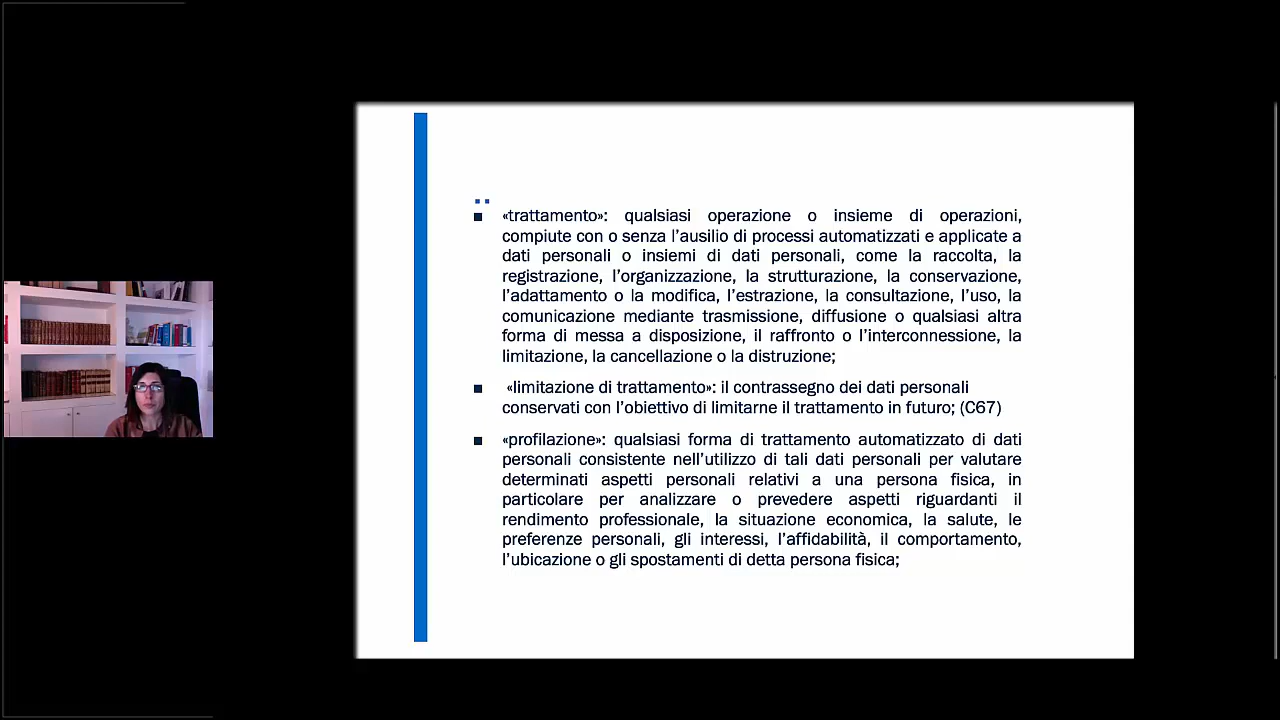 «trattamento»: qualsiasi operazione o insieme di operazioni,
compiute con o senza l'ausilio di processi automatizzati e applicate a
dati personali o insiemi di dati personali, come la raccolta, la
registrazione, l'organizzazione, la strutturazione, la conservazione,
l'adattamento o la modifica, l'estrazione, la consultazione, l'uso, la
comunicazione mediante trasmissione, diffusione o qualsiasi altra
forma di messa a disposizione, il raffronto o l'interconnessione, la
limitazione, la cancellazione o la distruzione;
«limitazione di trattamento»: il contrassegno dei dati personali
conservati con l'obiettivo di limitarne il trattamento in futuro; (C67)
«profilazione»: qualsiasi forma di trattamento automatizzato di dati
personali consistente nell'utilizzo di tali dati personali per valutare
determinati aspetti personali relativi a una persona fisica, in
particolare per analizzare o prevedere aspetti riguardanti il
rendimento professionale, la situazione economica, la salute, le
preferenze personali, gli interessi, l'affidabilità, il comportamento,
l'ubicazione o gli spostamenti di detta persona fisica;